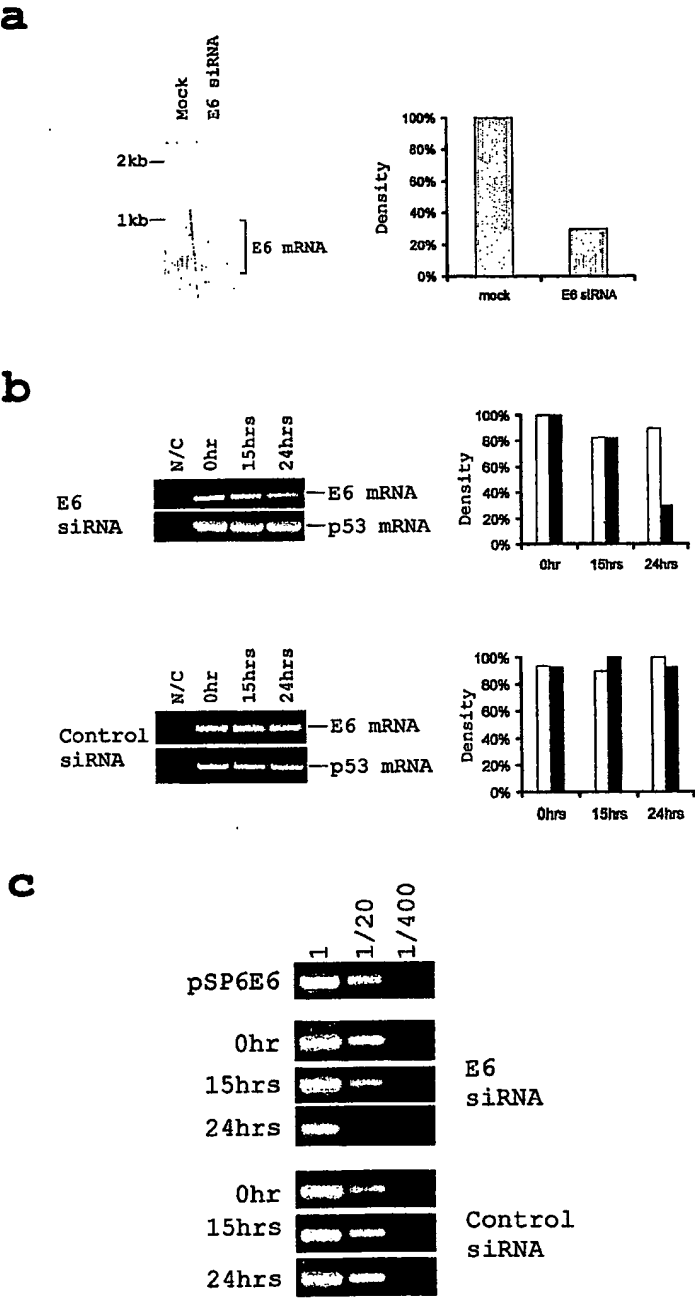 a
Mock
E6 siRNA
2kb
1kb
E6 mRNA
Density
100%
80%
60%
40%
20%
0%
mock
E6 siRNA
b
N/C
0hr
15hrs
24hrs
E6
siRNA
E6 mRNA
p53 mRNA
Density
100%
80%
60%
40%
20%
0%
0hr
15hrs
24hrs
N/C
0hr
15hrs
24hrs
Control
siRNA
E6 mRNA
p53 mRNA
Density
100%
80%
60%
40%
20%
0%
0hrs
15hrs
24hrs
c
1
1/20
1/400
pSP6E6
0hr
15hrs
24hrs
E6
siRNA
0hr
15hrs
24hrs
Control
siRNA